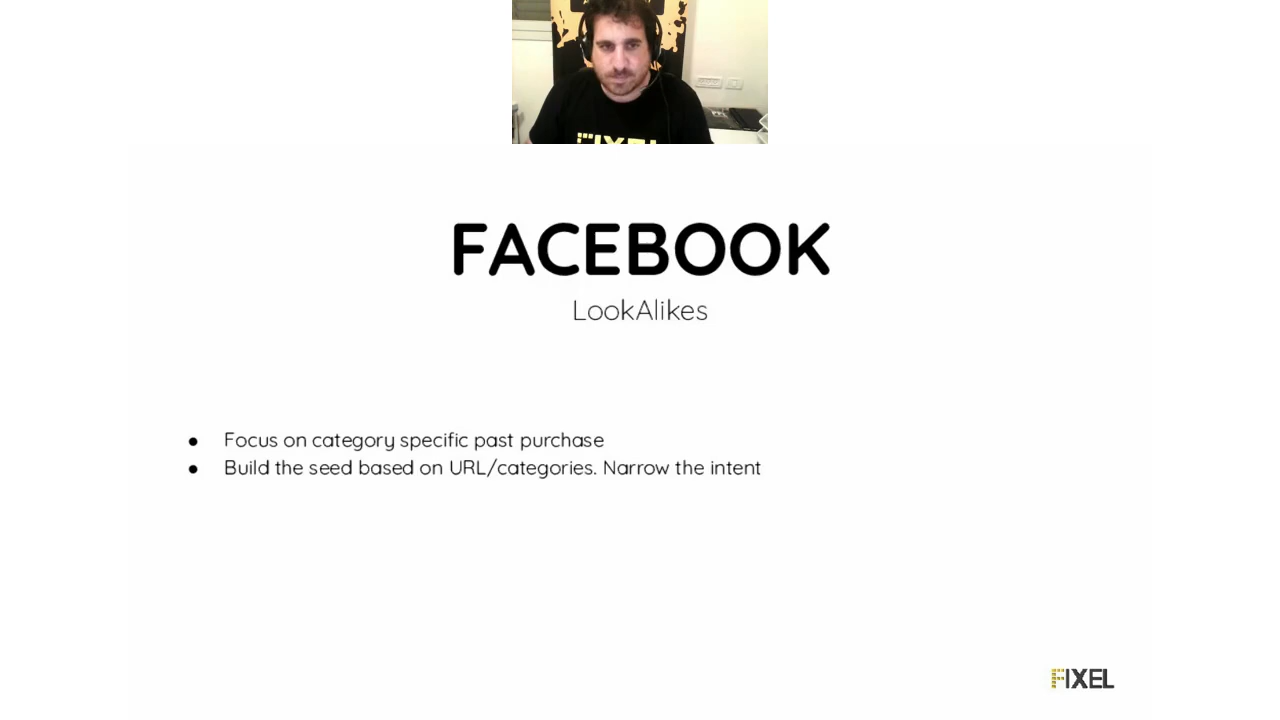 FIXEL
FACEBOOK
LookAlikes
● Focus on category specific past purchase
● Build the seed based on URL/categories. Narrow the intent
FIXEL